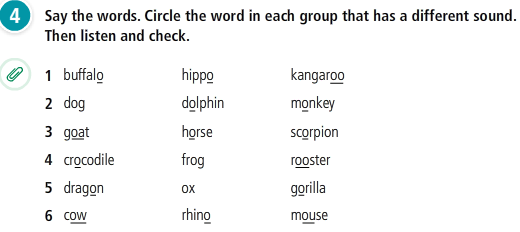 4 Say the words. Circle the word in each group that has a different sound.
Then listen and check.
1 buffalo hippo kangaroo
2 dog dolphin monkey
3 goat horse scorpion
4 crocodile frog rooster
5 dragon ox gorilla
6 cow rhino mouse